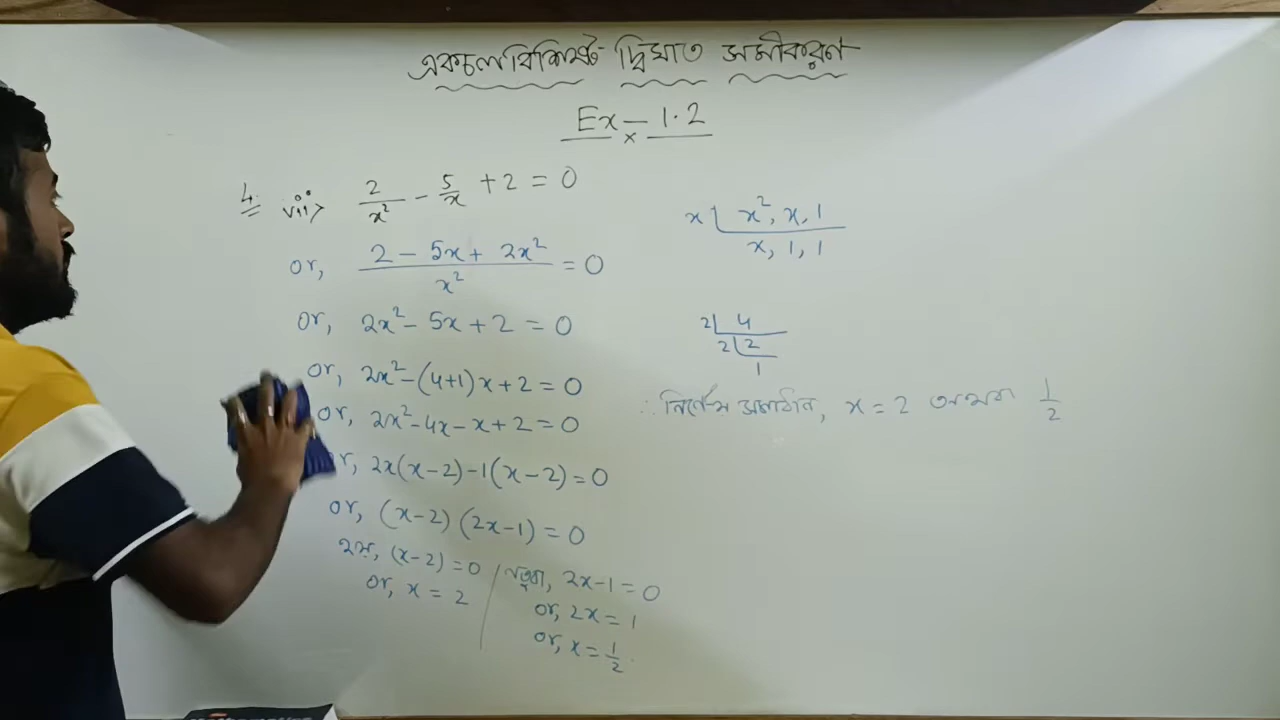 একচলবিশিষ্ট দ্বিঘাত সমীকরণ
Ex - 1.2
4. vii> 2/x² - 5/x + 2 = 0
or, (2 - 5x + 2x²)/x² = 0
or, 2x² - 5x + 2 = 0
or, 2x² - (4+1)x + 2 = 0
or, 2x² - 4x - x + 2 = 0
or, 2x(x-2) - 1(x-2) = 0
or, (x-2) (2x-1) = 0
হয়, (x-2) = 0
or, x = 2
নতুবা, 2x-1 = 0
or, 2x = 1
or, x = 1/2
x | x², x, 1
x, 1, 1
2 | 4
2 | 2
1
∴ নির্ণেয় সমাধান, x = 2 অথবা 1/2